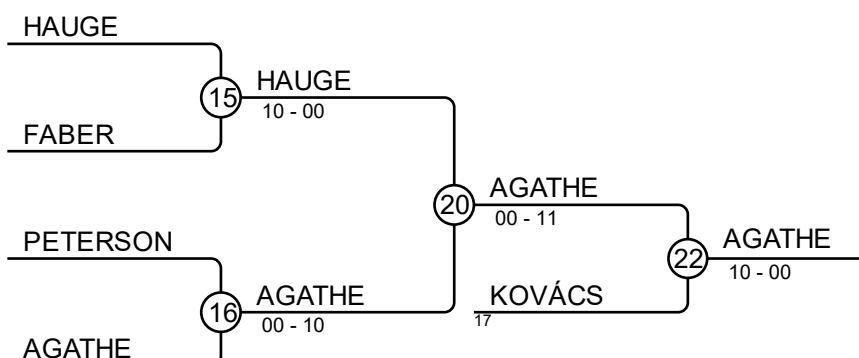 HAUGE
15
HAUGE
10 - 00
FABER
20
AGATHE
00 - 11
PETERSON
22
AGATHE
10 - 00
16
AGATHE
00 - 10
KOVÁCS
17
AGATHE